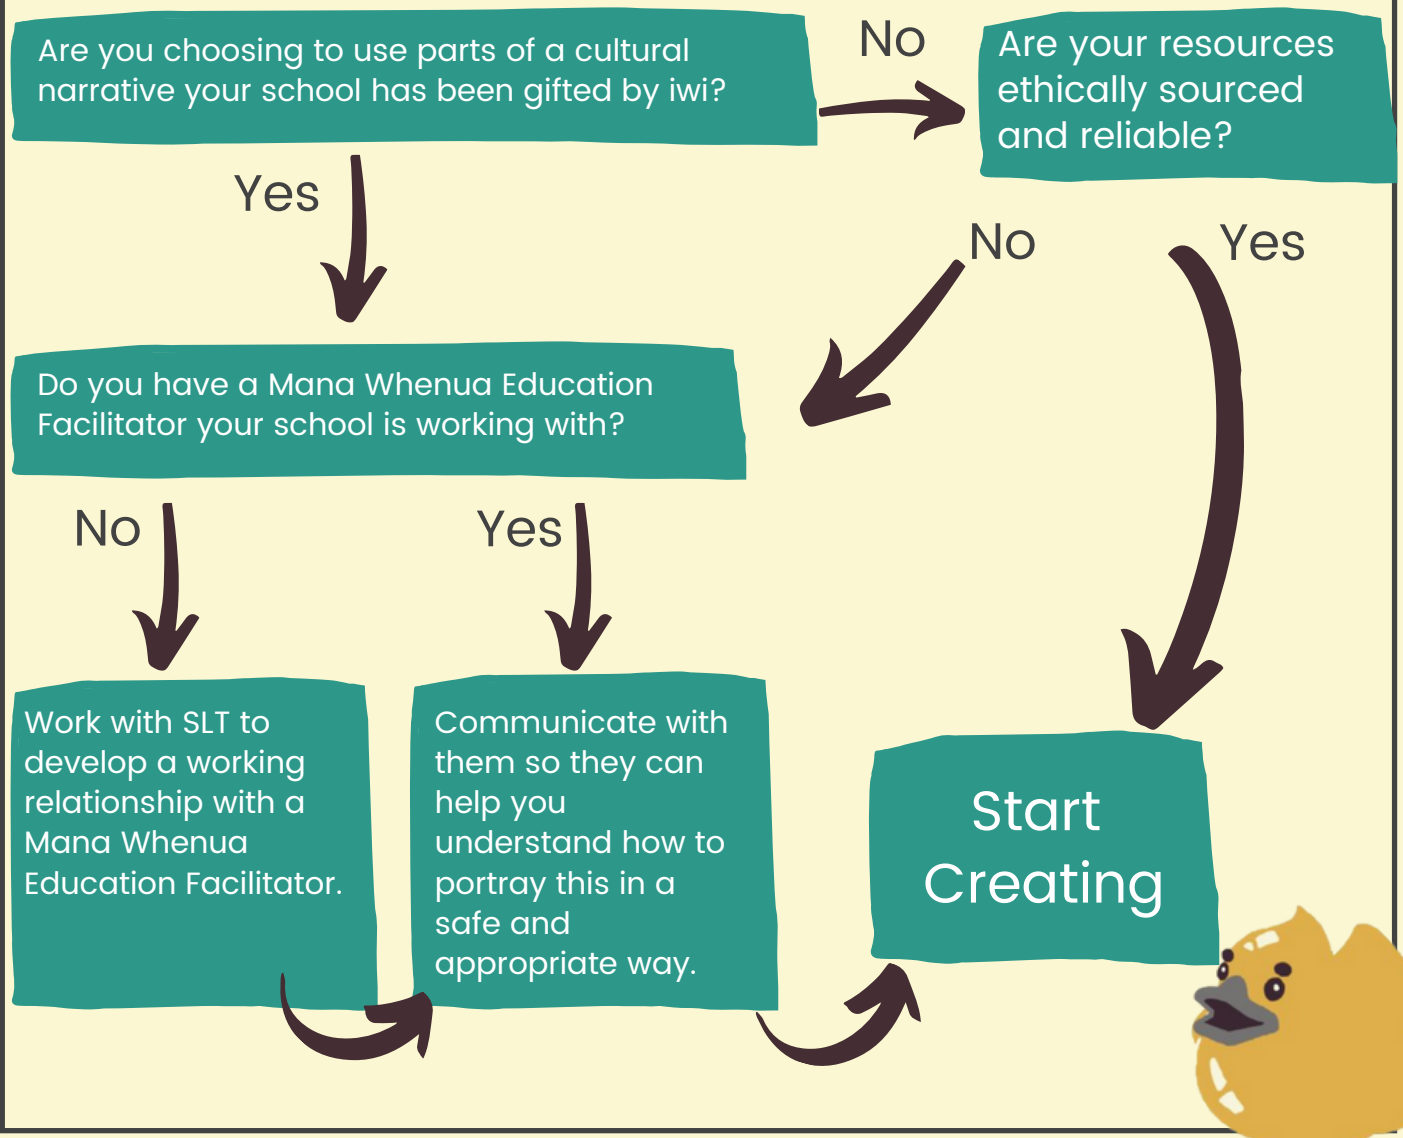 Are you choosing to use parts of a cultural
narrative your school has been gifted by iwi?
No
Are your resources
ethically sourced
and reliable?
Yes
No
Yes
Do you have a Mana Whenua Education
Facilitator your school is working with?
No
Yes
Work with SLT to
develop a working
relationship with a
Mana Whenua
Education Facilitator.
Communicate with
them so they can
help you
understand how to
portray this in a
safe and
appropriate way.
Start
Creating